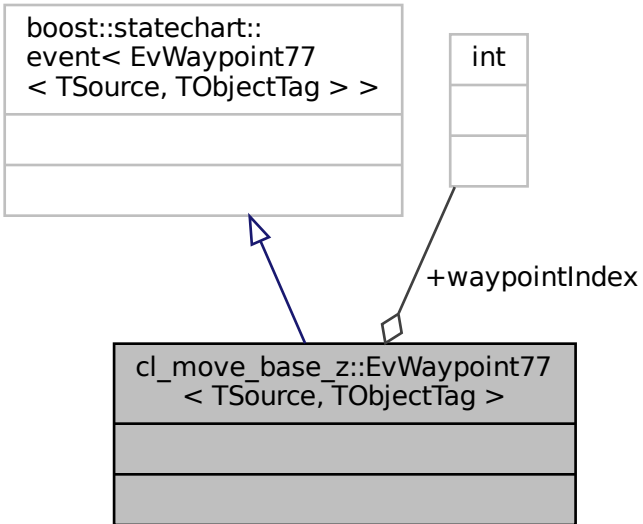 boost::statechart::
event< EvWaypoint77
< TSource, TObjectTag > >
int
+waypointIndex
cl_move_base_z::EvWaypoint77
< TSource, TObjectTag >